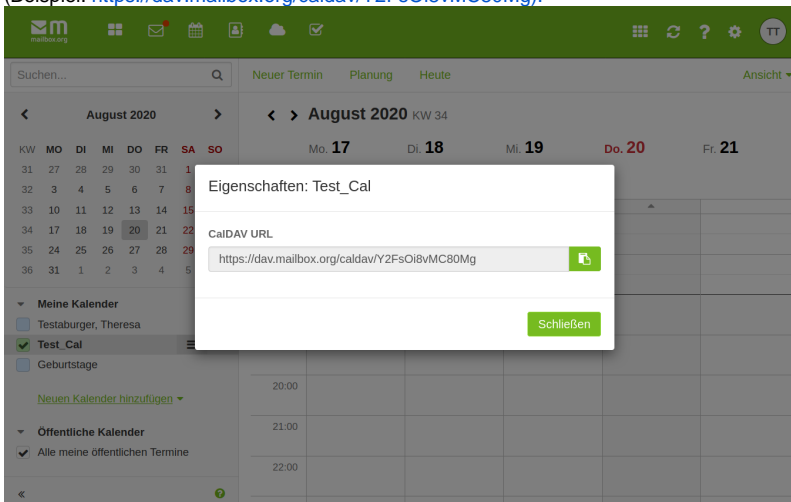 (Beispiel: https://dav.mailbox.org/caldav/Y2FsOi8vMC80Mg).
mailbox.org
TT
Suchen...
Neuer Termin Planung Heute Ansicht
August 2020
KW MO DI MI DO FR SA SO
31 27 28 29 30 31 1
32 3 4 5 6 7 8
33 10 11 12 13 14 15
34 17 18 19 20 21 22
35 24 25 26 27 28 29
36 31 1 2 3 4 5
August 2020 KW 34
Mo. 17 Di. 18 Mi. 19 Do. 20 Fr. 21
Eigenschaften: Test_Cal
CalDAV URL
https://dav.mailbox.org/caldav/Y2FsOi8vMC80Mg
Schließen
Meine Kalender
Testaburger, Theresa
Test_Cal
Geburtstage
Neuen Kalender hinzufügen
Öffentliche Kalender
Alle meine öffentlichen Termine
20:00
21:00
22:00